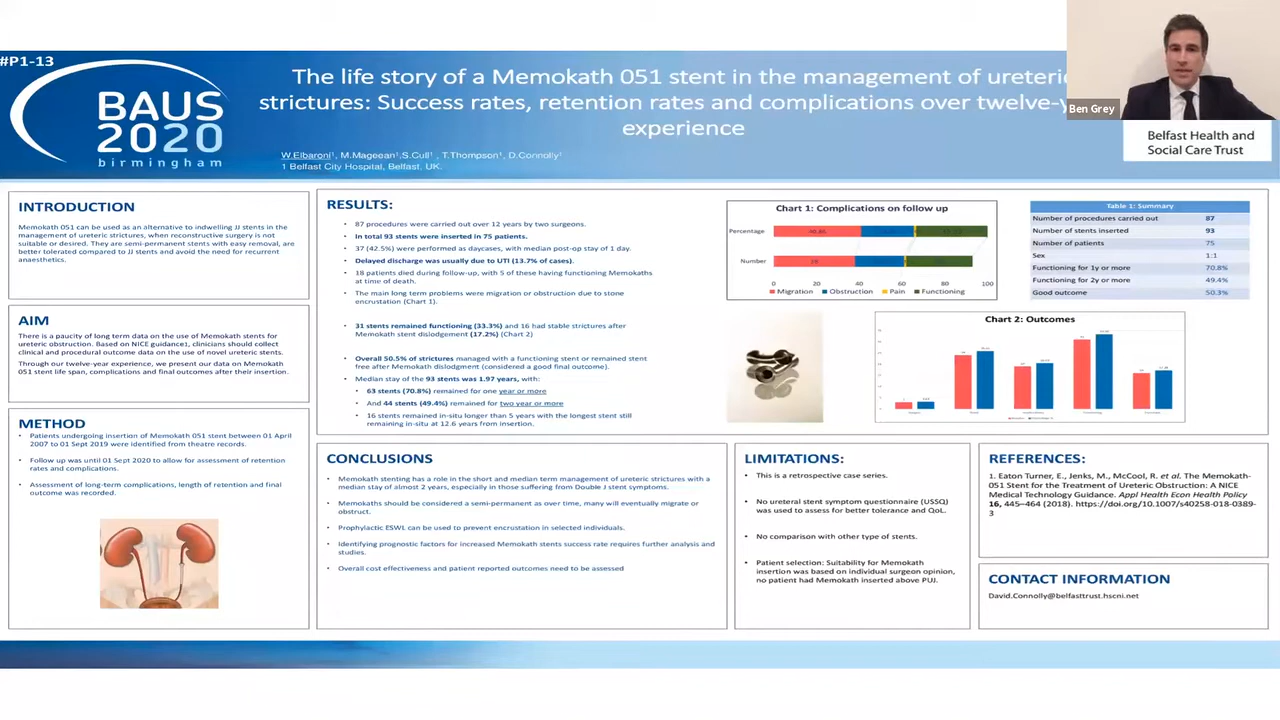 #P1-13
BAUS
2020
birmingham
The life story of a Memokath 051 stent in the management of ureteric
strictures: Success rates, retention rates and complications over twelve-
experience
W.Elbaroni¹, M.Mageean¹,S.Cull¹ , T.Thompson¹, D.Connolly¹
1 Belfast City Hospital, Belfast, UK.
Ben Grey
Belfast Health and
Social Care Trust
INTRODUCTION
Memokath 051 can be used as an alternative to indwelling JJ stents in the
management of ureteric strictures, when reconstructive surgery is not
suitable or desired. They are semi-permanent stents with easy removal, are
better tolerated compared to JJ stents and avoid the need for recurrent
anaesthetics.
AIM
There is a paucity of long term data on the use of Memokath stents for
ureteric obstruction. Based on NICE guidance1, clinicians should collect
clinical and procedural outcome data on the use of novel ureteric stents.
Through our twelve-year experience, we present our data on Memokath
051 stent life span, complications and final outcomes after their insertion.
METHOD
• Patients undergoing insertion of Memokath 051 stent between 01 April
2007 to 01 Sept 2019 were identified from theatre records.
• Follow up was until 01 Sept 2020 to allow for assessment of retention
rates and complications.
• Assessment of long-term complications, length of retention and final
outcome was recorded.
RESULTS:
• 87 procedures were carried out over 12 years by two surgeons.
• In total 93 stents were inserted in 75 patients.
• 37 (42.5%) were performed as daycases, with median post-op stay of 1 day.
• Delayed discharge was usually due to UTI (13.7% of cases).
• 18 patients died during follow-up, with 5 of these having functioning Memokaths
at time of death.
• The main long term problems were migration or obstruction due to stone
encrustation (Chart 1).
• 31 stents remained functioning (33.3%) and 16 had stable strictures after
Memokath stent dislodgement (17.2%) (Chart 2)
• Overall 50.5% of strictures managed with a functioning stent or remained stent
free after Memokath dislodgment (considered a good final outcome).
• Median stay of the 93 stents was 1.97 years, with:
• 63 stents (70.8%) remained for one year or more
• And 44 stents (49.4%) remained for two year or more
• 16 stents remained in-situ longer than 5 years with the longest stent still
remaining in-situ at 12.6 years from insertion.
Chart 1: Complications on follow up
Percentage
Number
0 20 40 60 80 100
Migration Obstruction Pain Functioning
Table 1: Summary
Number of procedures carried out 87
Number of stents inserted 93
Number of patients 75
Sex 1:1
Functioning for 1y or more 70.8%
Functioning for 2y or more 49.4%
Good outcome 50.3%
Chart 2: Outcomes
CONCLUSIONS
• Memokath stenting has a role in the short and median term management of ureteric strictures with a
median stay of almost 2 years, especially in those suffering from Double J stent symptoms.
• Memokaths should be considered a semi-permanent as over time, many will eventually migrate or
obstruct.
• Prophylactic ESWL can be used to prevent encrustation in selected individuals.
• Identifying prognostic factors for increased Memokath stents success rate requires further analysis and
studies.
• Overall cost effectiveness and patient reported outcomes need to be assessed
LIMITATIONS:
• This is a retrospective case series.
• No ureteral stent symptom questionnaire (USSQ)
was used to assess for better tolerance and QoL.
• No comparison with other type of stents.
• Patient selection: Suitability for Memokath
insertion was based on individual surgeon opinion,
no patient had Memokath inserted above PUJ.
REFERENCES:
1. Eaton Turner, E., Jenks, M., McCool, R. et al. The Memokath-
051 Stent for the Treatment of Ureteric Obstruction: A NICE
Medical Technology Guidance. Appl Health Econ Health Policy
16, 445–464 (2018). https://doi.org/10.1007/s40258-018-0389-
3
CONTACT INFORMATION
David.Connolly@belfasttrust.hscni.net